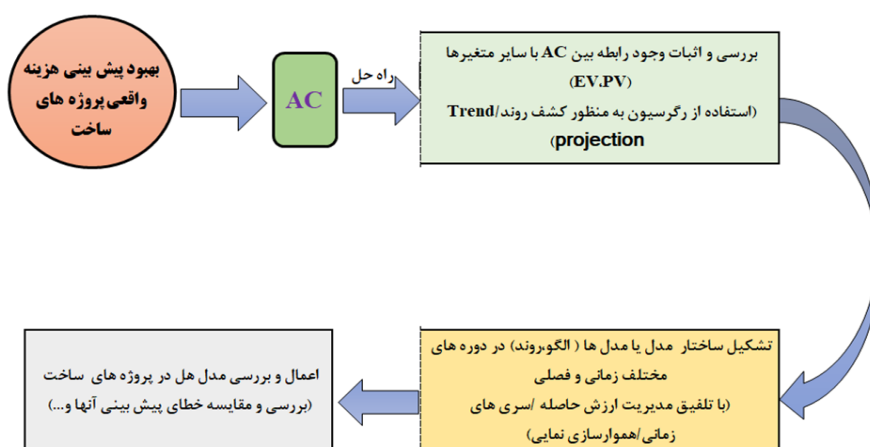 بهبود پیش بینی هزینه
واقعی پروژه های
ساخت
AC
راه حل
بررسی و اثبات وجود رابطه بین AC با سایر متغیرها
(EV،PV)
(استفاده از رگرسیون به منظور کشف روند/Trend
projection)
تشکیل ساختار مدل یا مدل ها ( الگو،روند) در دوره های
مختلف زمانی و فصلی
(با تلفیق مدیریت ارزش حاصله /سری های
زمانی/هموارسازی نمایی)
اعمال و بررسی مدل هل در پروژه های ساخت
(بررسی و مقایسه خطای پیش بینی آنها و...)